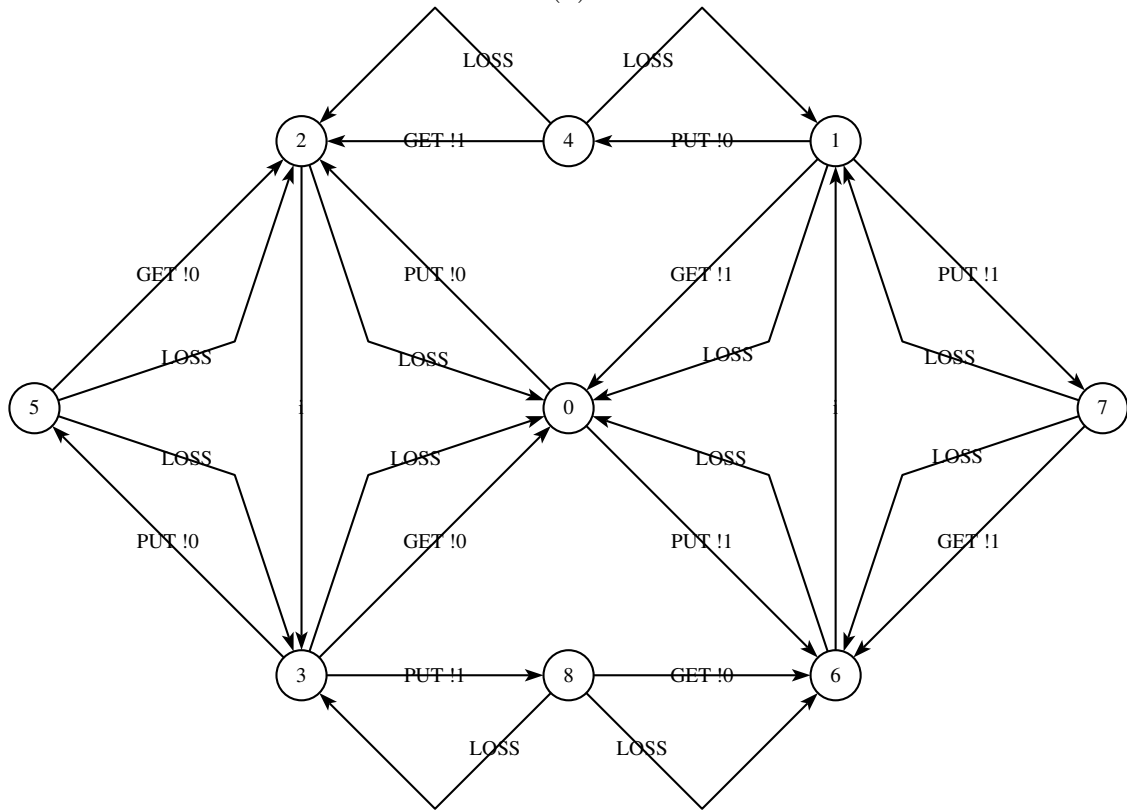 LOSS LOSS
2 GET !1 4 PUT !0 1
GET !0 PUT !0 GET !1 PUT !1
LOSS LOSS LOSS LOSS
5 i 0 i 7
LOSS LOSS LOSS LOSS
PUT !0 GET !0 PUT !1 GET !1
3 PUT !1 8 GET !0 6
LOSS LOSS